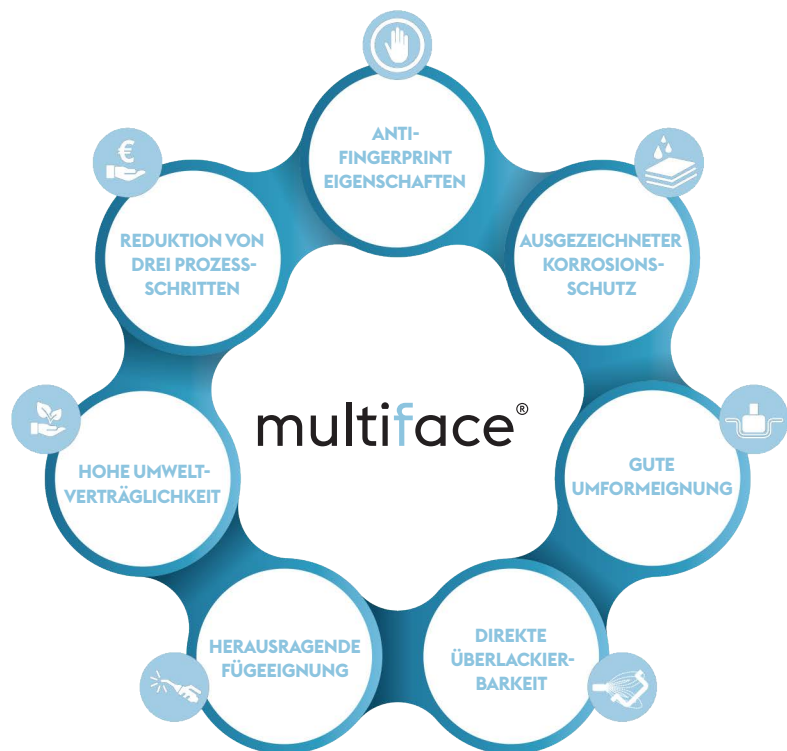 ANTI-
FINGERPRINT
EIGENSCHAFTEN
AUSGEZEICHNETER
KORROSIONS-
SCHUTZ
GUTE
UMFORMEIGNUNG
DIREKTE
ÜBERLACKIER-
BARKEIT
HERAUSRAGENDE
FÜGEEIGNUNG
HOHE UMWELT-
VERTRÄGLICHKEIT
€
REDUKTION VON
DREI PROZESS-
SCHRITTEN
multiface®